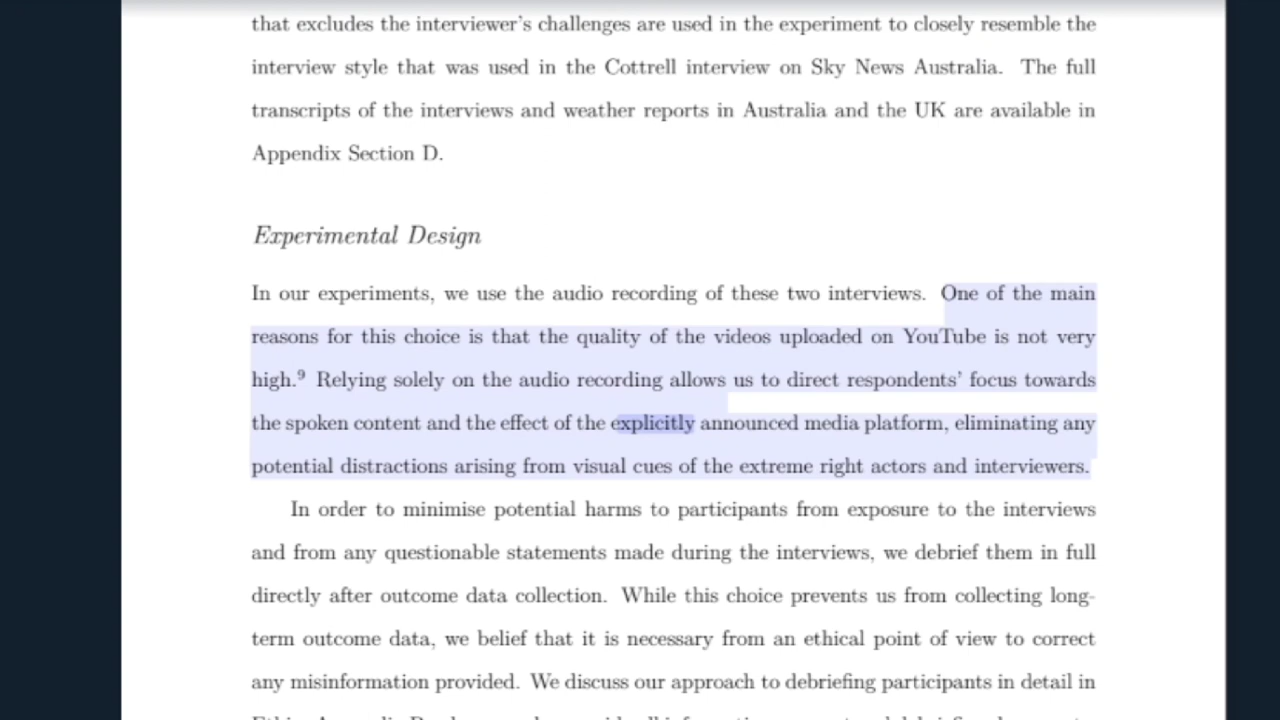 that excludes the interviewer's challenges are used in the experiment to closely resemble the
interview style that was used in the Cottrell interview on Sky News Australia. The full
transcripts of the interviews and weather reports in Australia and the UK are available in
Appendix Section D.
Experimental Design
In our experiments, we use the audio recording of these two interviews. One of the main
reasons for this choice is that the quality of the videos uploaded on YouTube is not very
high.⁹ Relying solely on the audio recording allows us to direct respondents' focus towards
the spoken content and the effect of the explicitly announced media platform, eliminating any
potential distractions arising from visual cues of the extreme right actors and interviewers.
In order to minimise potential harms to participants from exposure to the interviews
and from any questionable statements made during the interviews, we debrief them in full
directly after outcome data collection. While this choice prevents us from collecting long-
term outcome data, we belief that it is necessary from an ethical point of view to correct
any misinformation provided. We discuss our approach to debriefing participants in detail in